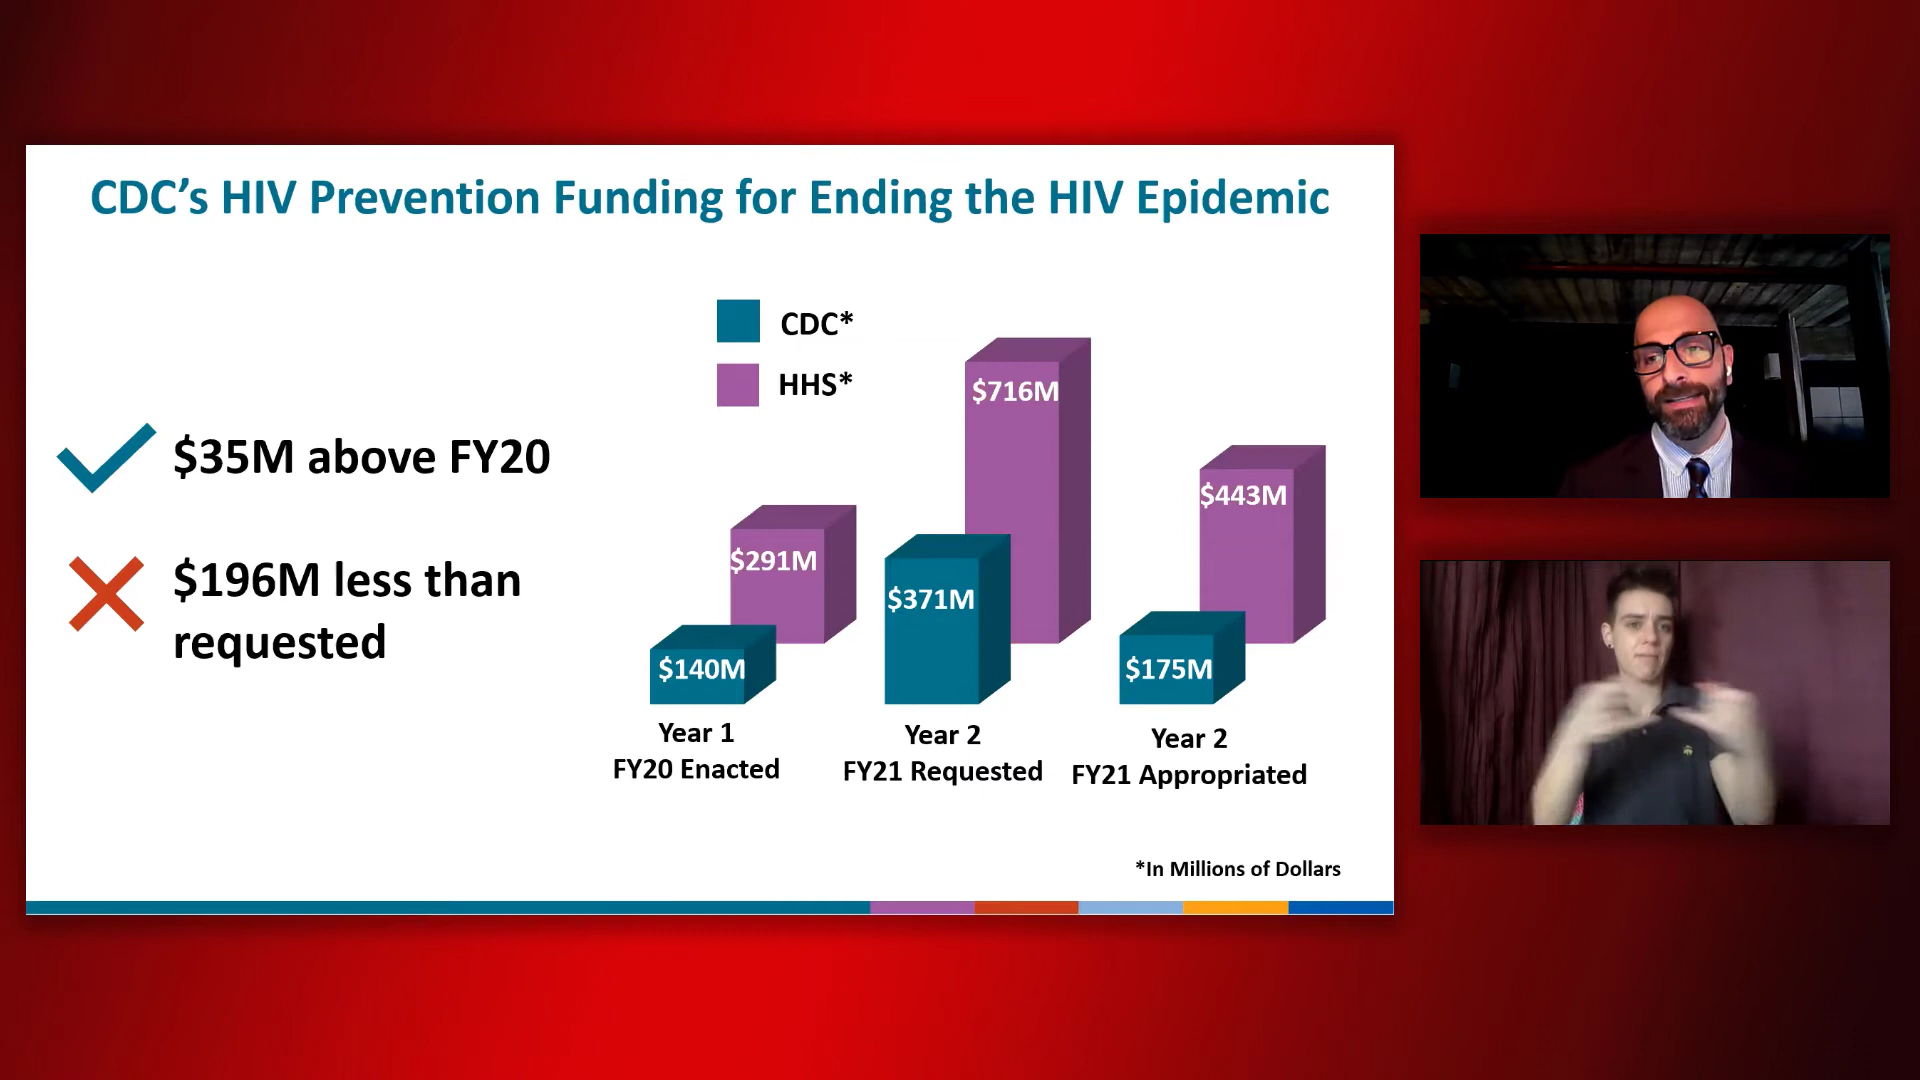 CDC’s HIV Prevention Funding for Ending the HIV Epidemic
CDC*
HHS*
$35M above FY20
$196M less than
requested
$716M
$443M
$291M
$371M
$140M
$175M
Year 1
FY20 Enacted
Year 2
FY21 Requested
Year 2
FY21 Appropriated
*In Millions of Dollars